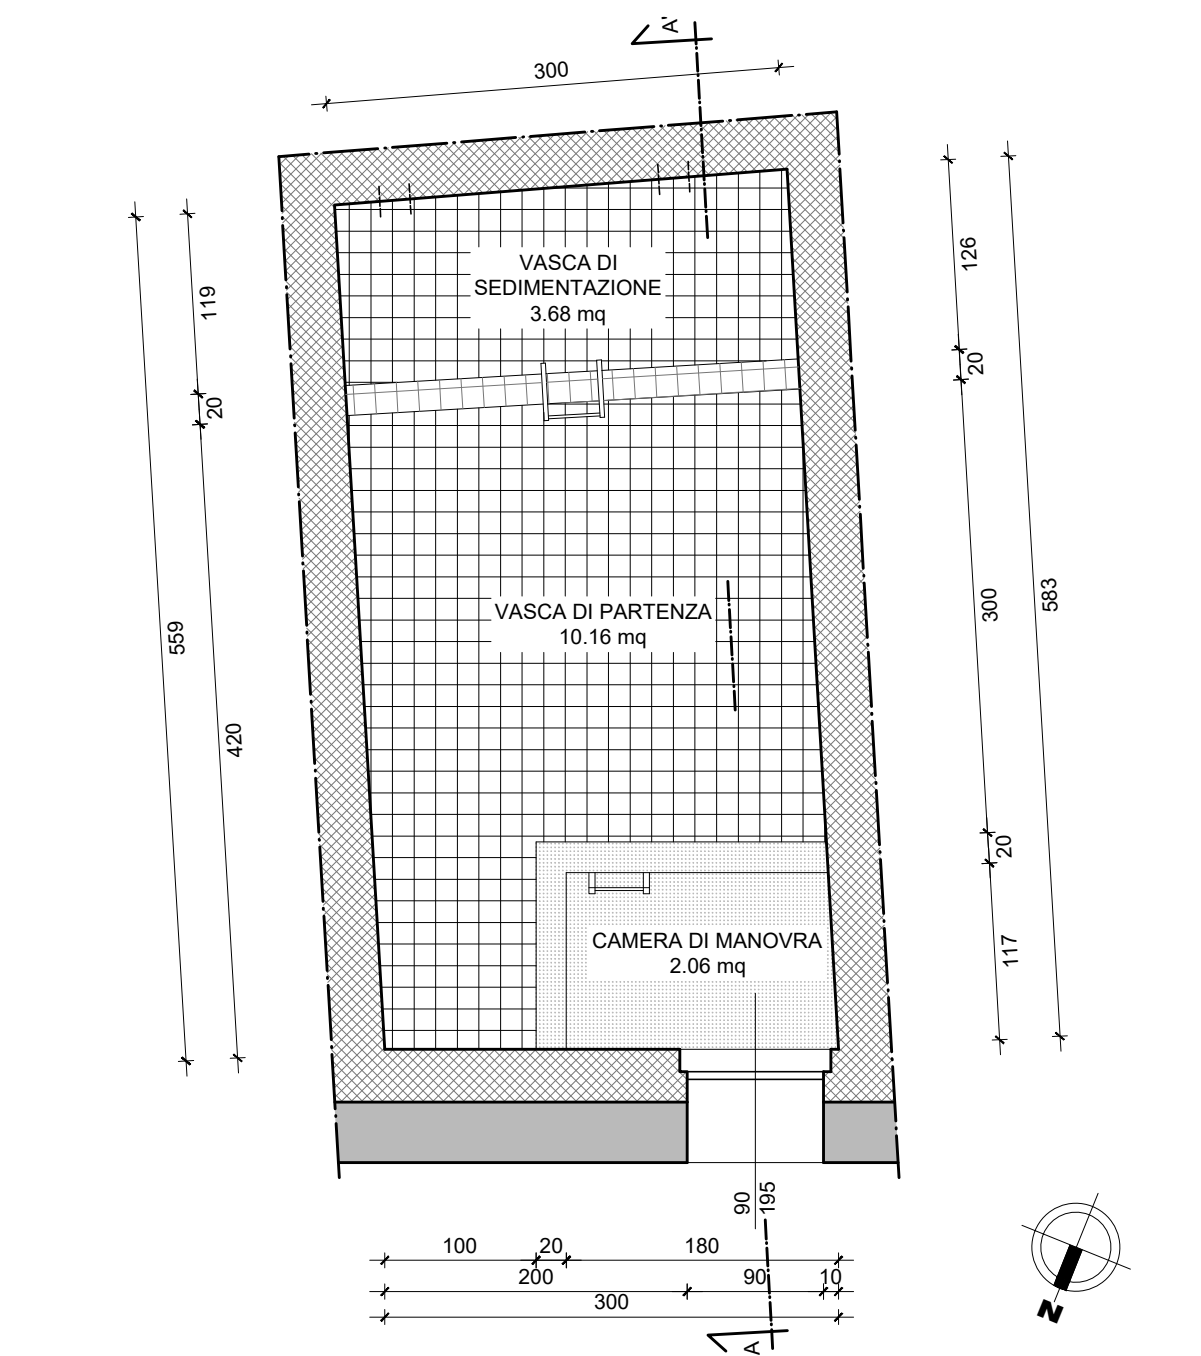 A'
300
126
20
119
20
VASCA DI
SEDIMENTAZIONE
3.68 mq
300
583
559
VASCA DI PARTENZA
10.16 mq
420
20
117
CAMERA DI MANOVRA
2.06 mq
90
195
100
20
180
200
90
10
300
N
A